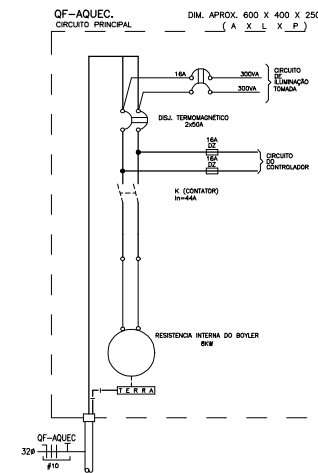 QF-AQUEC.
CIRCUITO PRINCIPAL
DIM. APROX. 600 X 400 X 250
( A X L X P )
16A
300VA
300VA
CIRCUITO
DE
ILUMINAÇÃO
TOMADA
DISJ. TERMOMAGNÉTICO
2x50A
16A
DZ
16A
DZ
CIRCUITO
DO
CONTROLADOR
K (CONTATOR)
In=44A
RESISTENCIA INTERNA DO BOYLER
6KW
TERRA
QF-AQUEC
32ø
#10